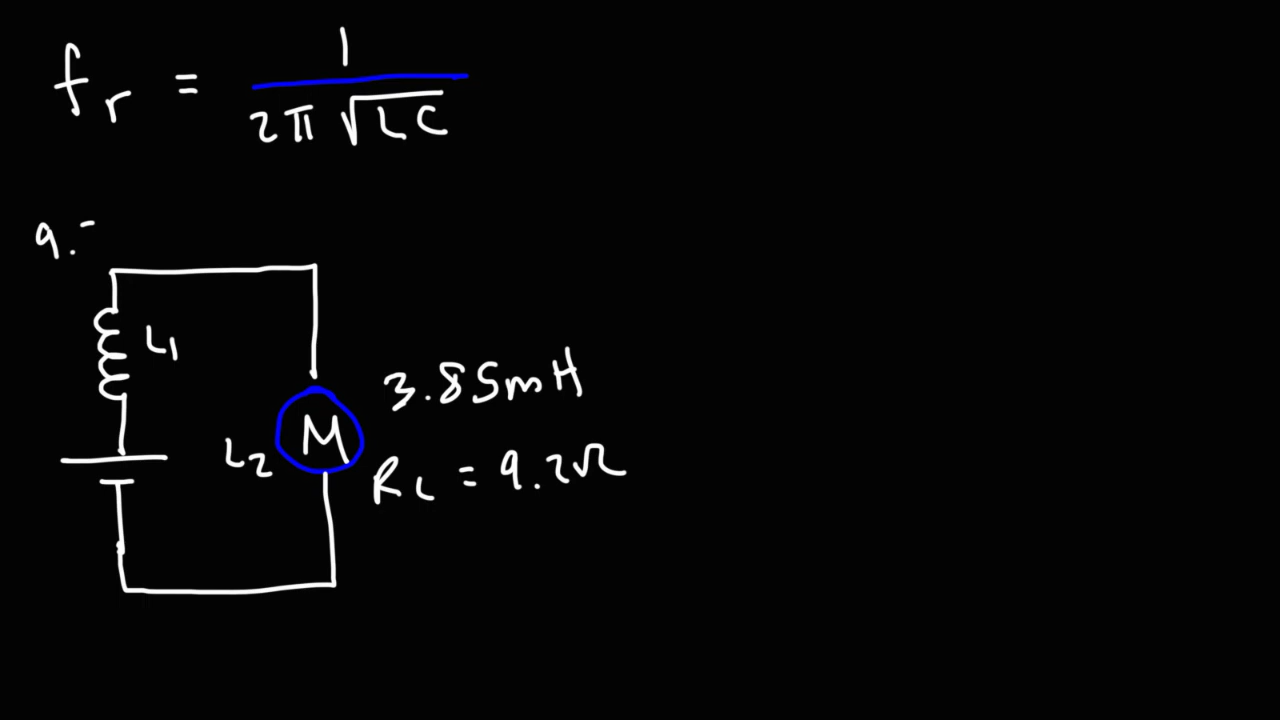 fr = 1 / 2π√LC
9.-
L1
3.85mH
L2 M
RL = 9.2Ω